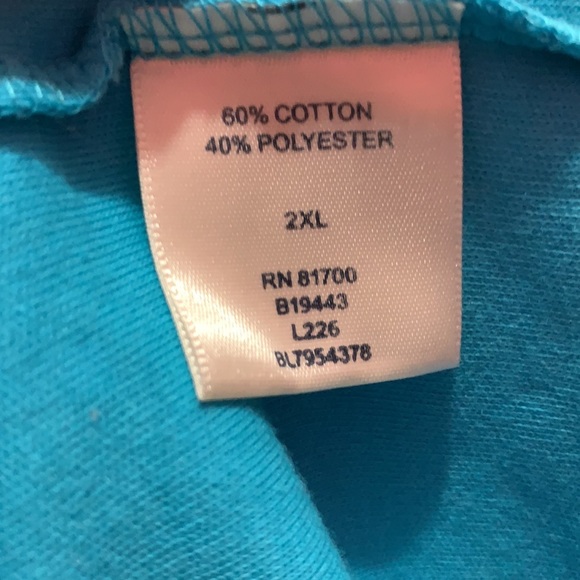 60% COTTON
40% POLYESTER
2XL
RN 81700
B19443
L226
BL7954378